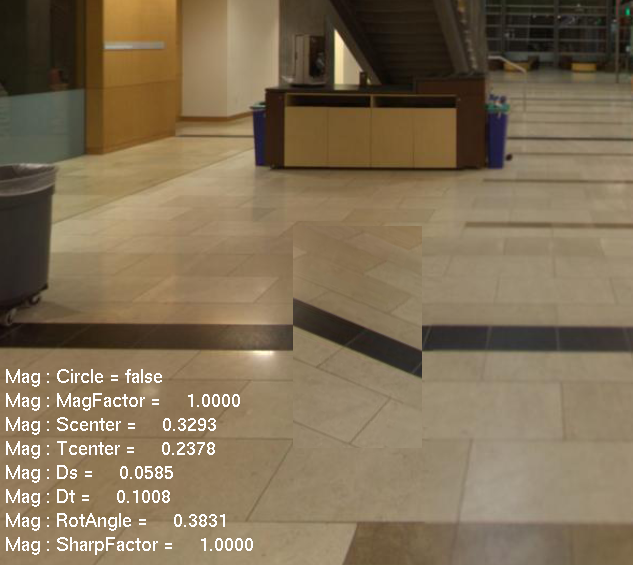 Mag : Circle = false
Mag : MagFactor = 1.0000
Mag : Scenter = 0.3293
Mag : Tcenter = 0.2378
Mag : Ds = 0.0585
Mag : Dt = 0.1008
Mag : RotAngle = 0.3831
Mag : SharpFactor = 1.0000